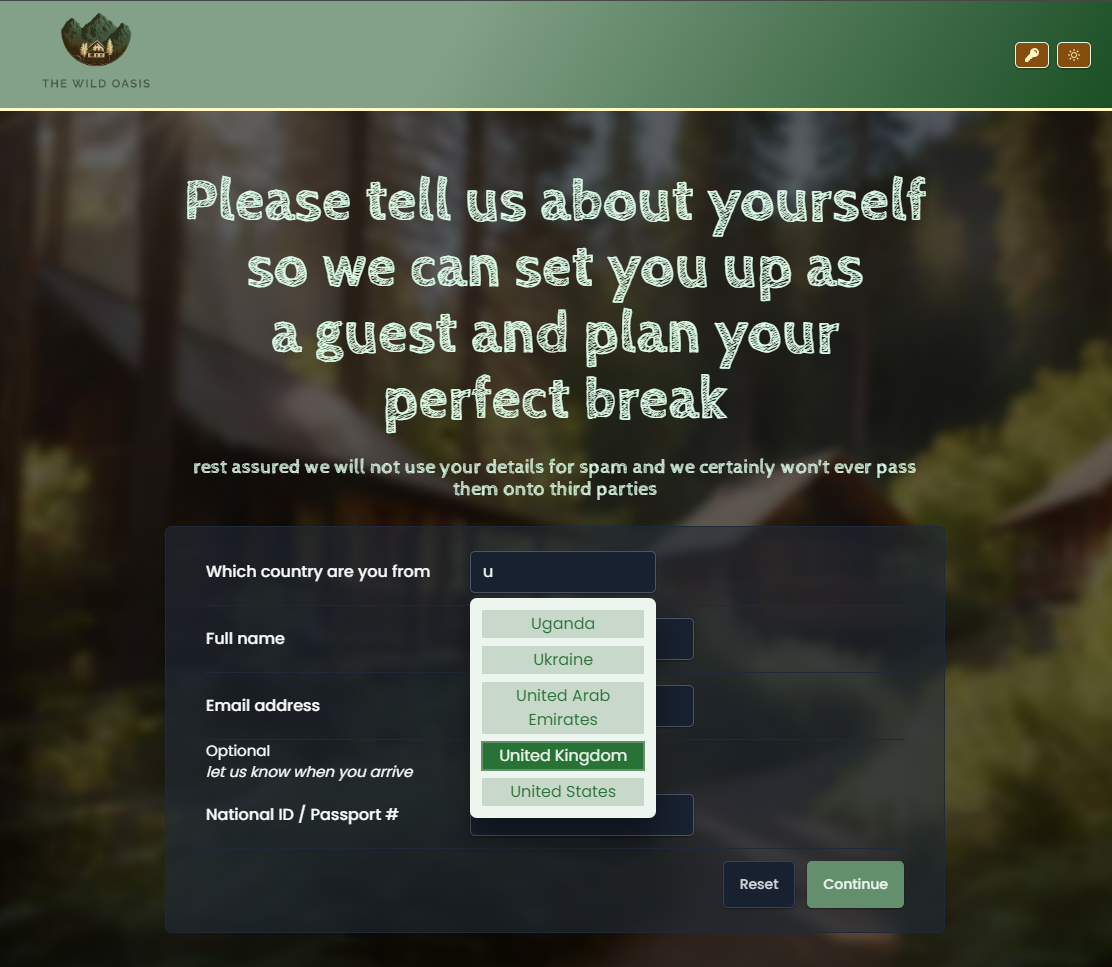 THE WILD OASIS
Please tell us about yourself
so we can set you up as
a guest and plan your
perfect break
rest assured we will not use your details for spam and we certainly won't ever pass
them onto third parties
Which country are you from
u
Uganda
Ukraine
United Arab
Emirates
United Kingdom
United States
Full name
Email address
Optional
let us know when you arrive
National ID / Passport #
Reset
Continue